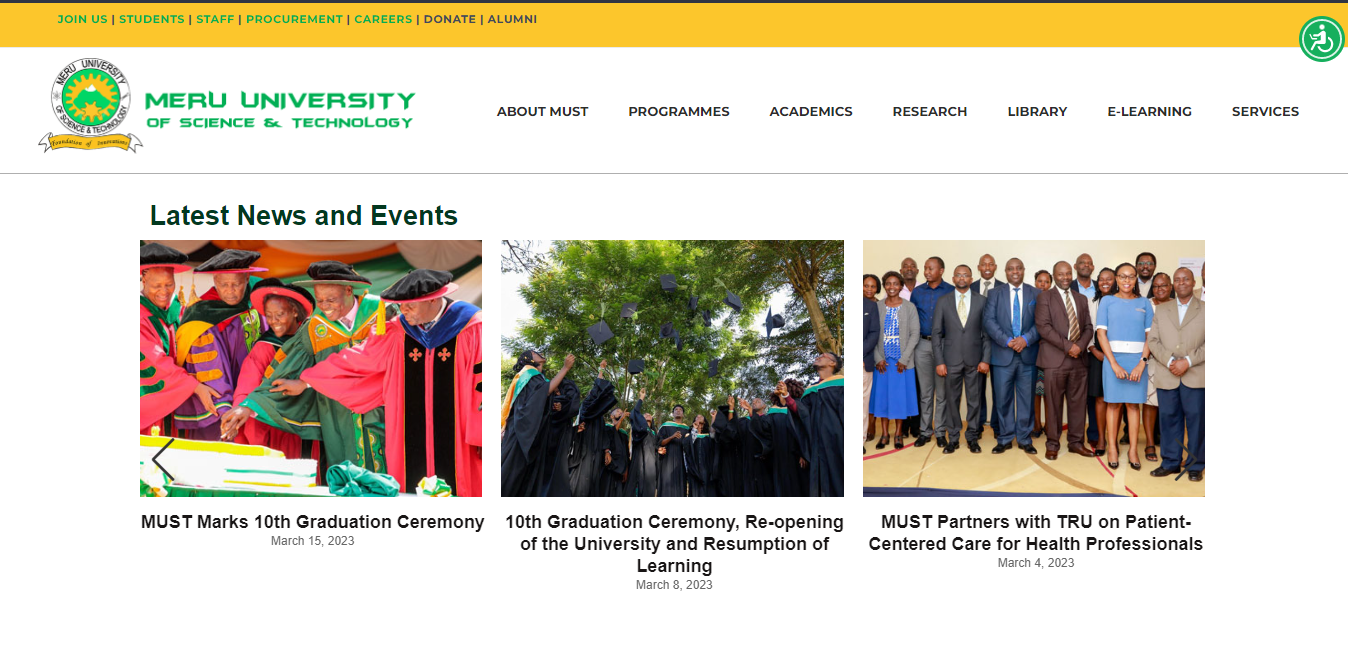 JOIN US | STUDENTS | STAFF | PROCUREMENT | CAREERS | DONATE | ALUMNI
MERU UNIVERSITY
OF SCIENCE & TECHNOLOGY
Foundation of Innovations
MERU UNIVERSITY
OF SCIENCE & TECHNOLOGY
ABOUT MUST PROGRAMMES ACADEMICS RESEARCH LIBRARY E-LEARNING SERVICES
Latest News and Events
MUST Marks 10th Graduation Ceremony
March 15, 2023
10th Graduation Ceremony, Re-opening
of the University and Resumption of
Learning
March 8, 2023
MUST Partners with TRU on Patient-
Centered Care for Health Professionals
March 4, 2023